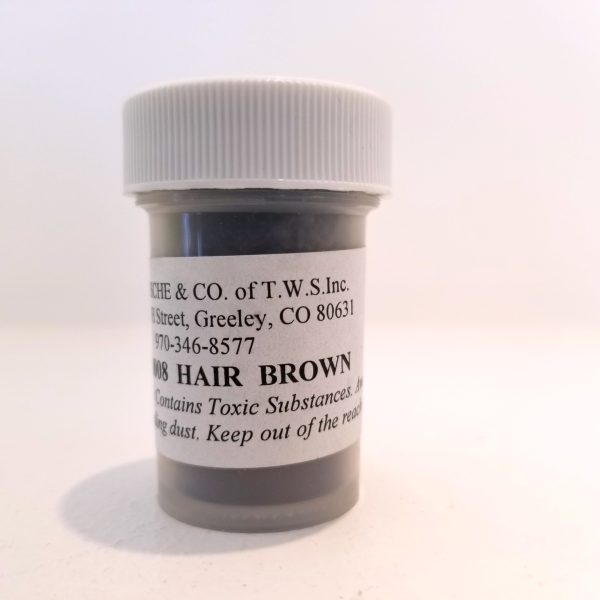 CHE & CO. of T.W.S.Inc.
Street, Greeley, CO 80631
970-346-8577
008 HAIR BROWN
Contains Toxic Substances.
dust. Keep out of the reach